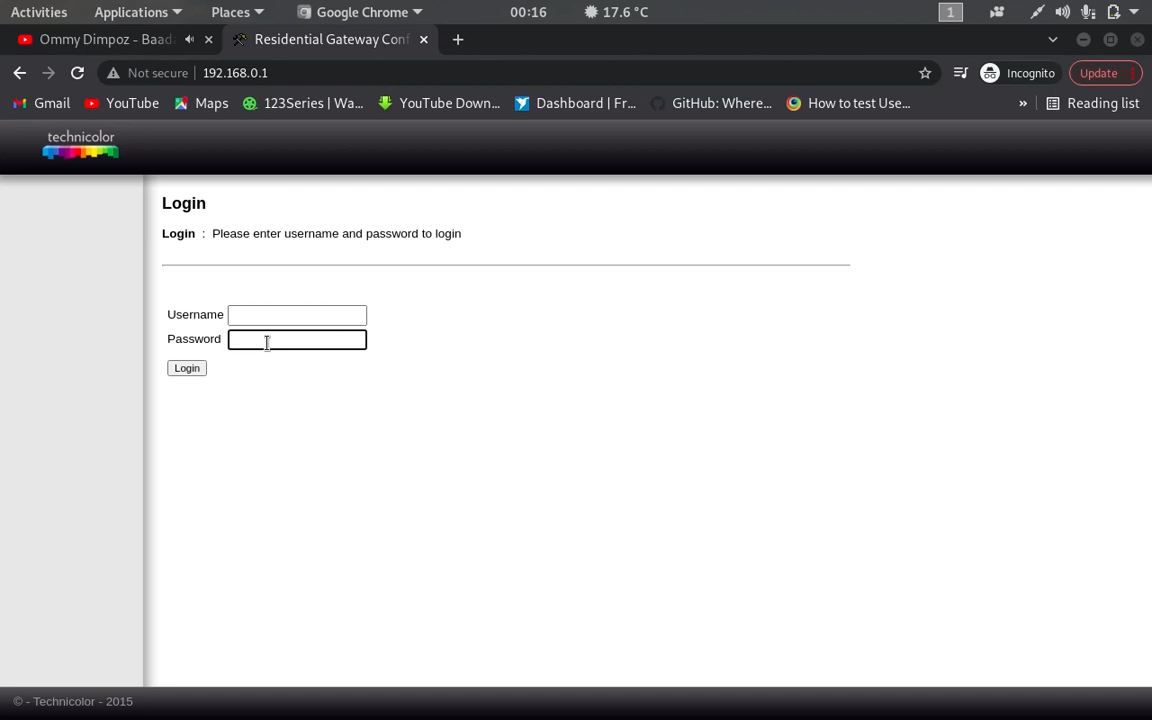 Activities Applications Places Google Chrome 00:16 17.6 °C 1
Ommy Dimpoz - Baada Residential Gateway Conf
Not secure 192.168.0.1 Incognito Update
Gmail YouTube Maps 123Series | Wa... YouTube Down... Dashboard | Fr... GitHub: Where... How to test Use... » Reading list
technicolor
Login
Login : Please enter username and password to login
Username
Password
Login
© - Technicolor - 2015